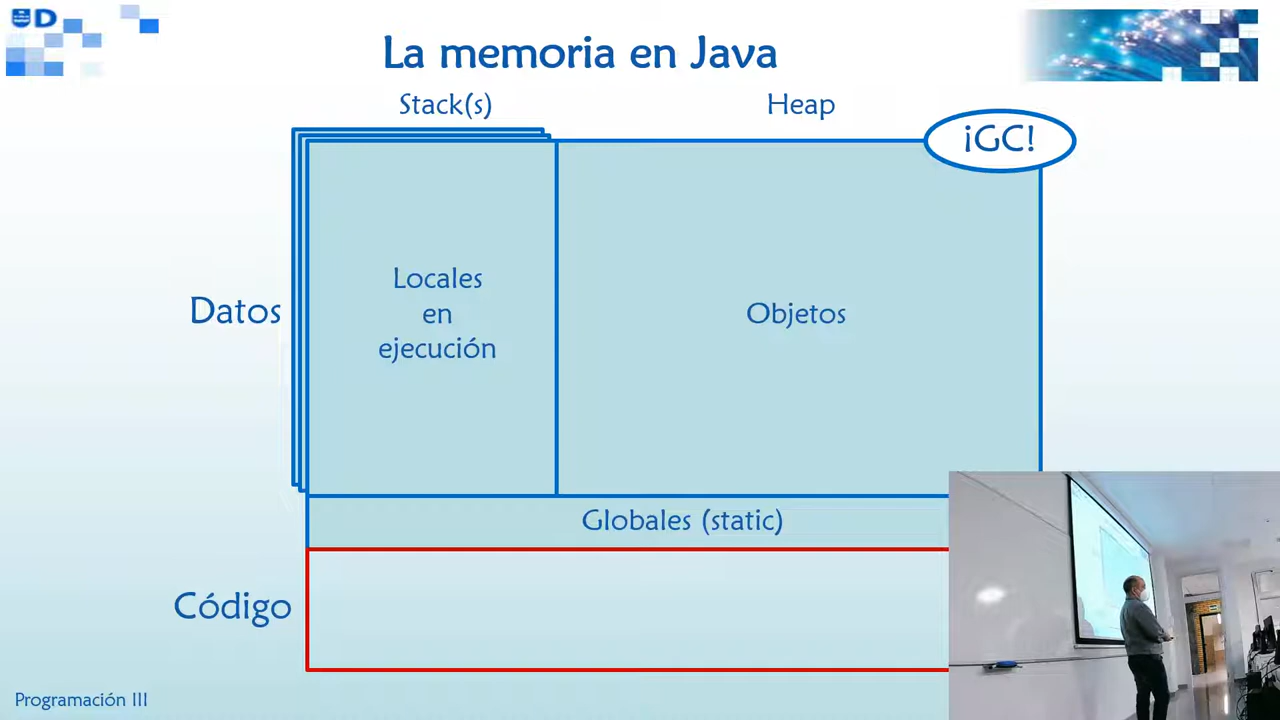 D
La memoria en Java
Stack(s)
Heap
¡GC!
Datos
Locales
en
ejecución
Objetos
Globales (static)
Código
Programación III